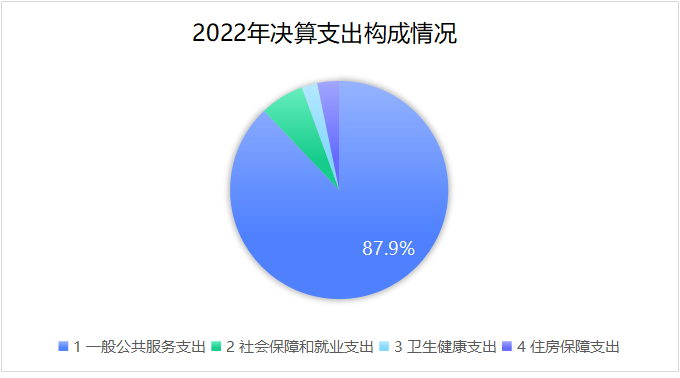 2022年决算支出构成情况
87.9%
1 一般公共服务支出 2 社会保障和就业支出 3 卫生健康支出 4 住房保障支出